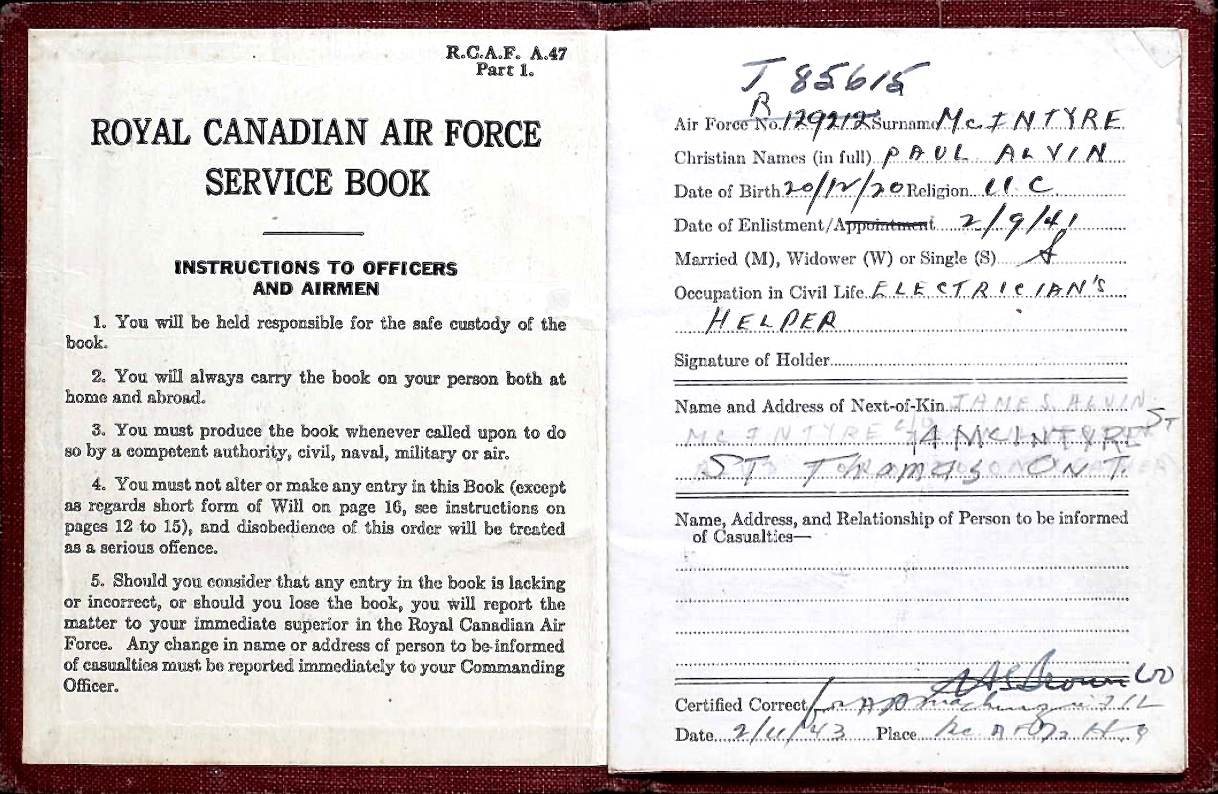 R.C.A.F. A.47
Part 1.
ROYAL CANADIAN AIR FORCE
SERVICE BOOK
INSTRUCTIONS TO OFFICERS
AND AIRMEN
1. You will be held responsible for the safe custody of the
book.
2. You will always carry the book on your person both at
home and abroad.
3. You must produce the book whenever called upon to do
so by a competent authority, civil, naval, military or air.
4. You must not alter or make any entry in this Book (except
as regards short form of Will on page 16, see instructions on
pages 12 to 15), and disobedience of this order will be treated
as a serious offence.
5. Should you consider that any entry in the book is lacking
or incorrect, or should you lose the book, you will report the
matter to your immediate superior in the Royal Canadian Air
Force. Any change in name or address of person to be informed
of casualties must be reported immediately to your Commanding
Officer.
J 85615
R
Air Force No. 129212 Surname McINTYRE
Christian Names (in full) PAUL ALVIN
Date of Birth 20/12/20 Religion UC
Date of Enlistment/Appointment 2/9/41
Married (M), Widower (W) or Single (S) S
Occupation in Civil Life ELECTRICIAN'S
HELPER
Signature of Holder
Name and Address of Next-of-Kin JAMES ALVIN
McINTYRE 74 McINTYRE ST
ST Thomas ONT.
Name, Address, and Relationship of Person to be informed
of Casualties—
Brown
Certified Correct for
Date 2/11/43 Place